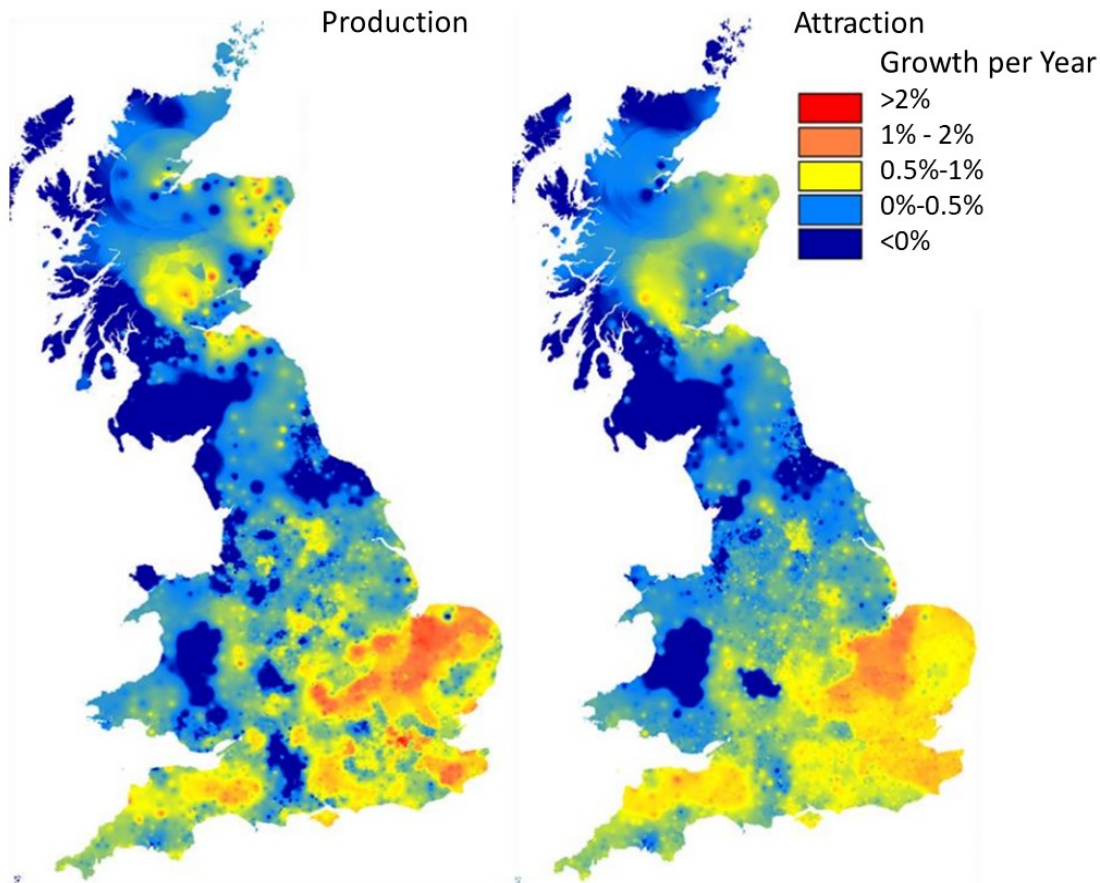 Production
Attraction
Growth per Year
>2%
1% - 2%
0.5%-1%
0%-0.5%
<0%